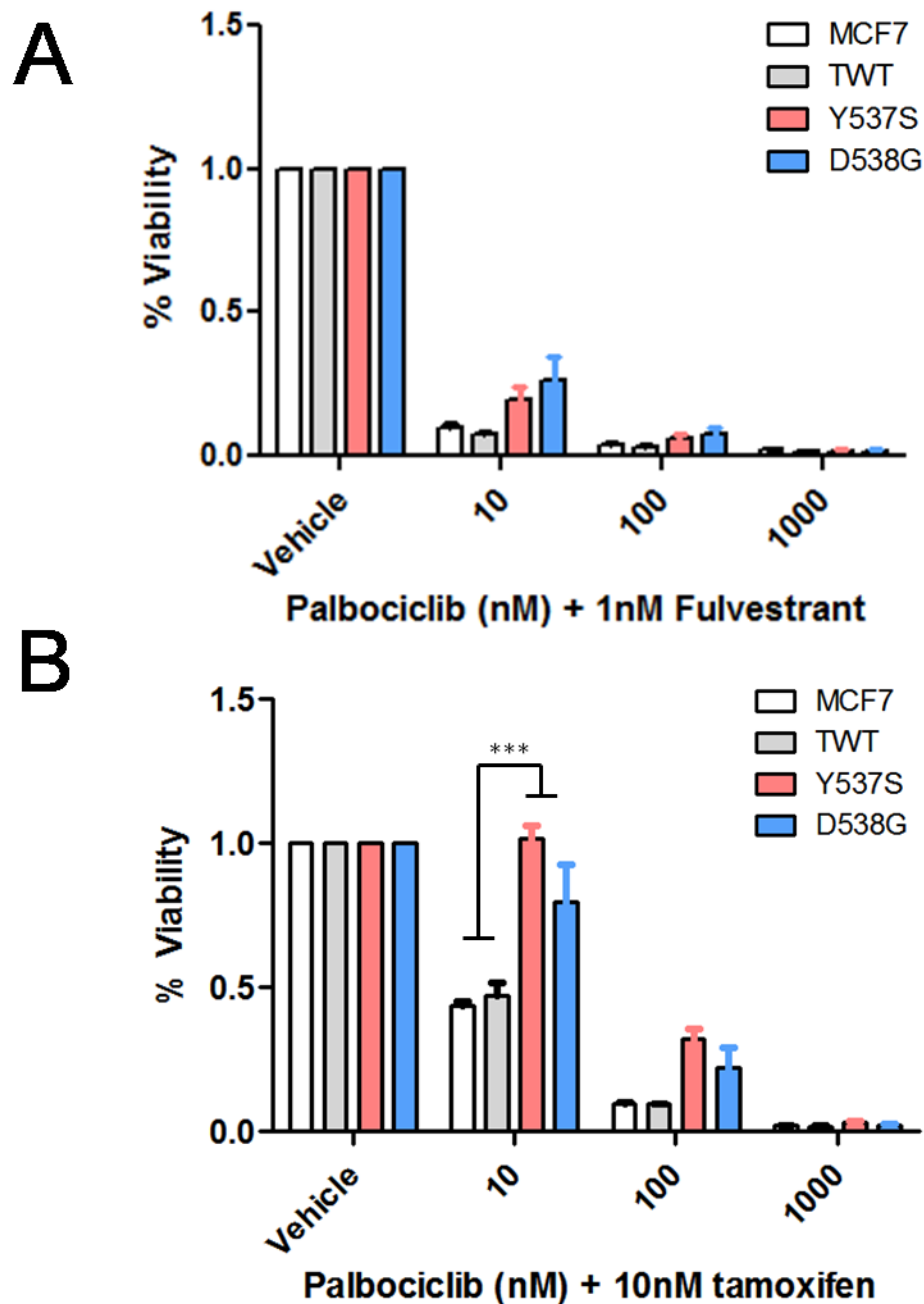 A
1.5
1.0
0.5
0.0
% Viability
MCF7
TWT
Y537S
D538G
Vehicle
10
100
1000
Palbociclib (nM) + 1nM Fulvestrant
B
1.5
1.0
0.5
0.0
% Viability
***
MCF7
TWT
Y537S
D538G
Vehicle
10
100
1000
Palbociclib (nM) + 10nM tamoxifen